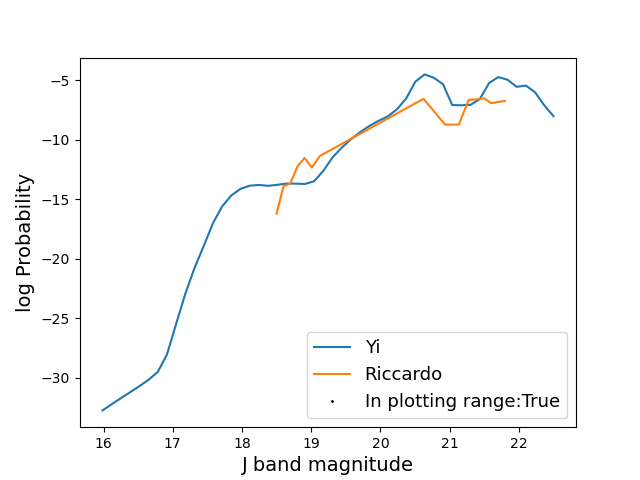 −5
−10
−15
−20
−25
−30
log Probability
Yi
Riccardo
In plotting range:True
16 17 18 19 20 21 22
J band magnitude